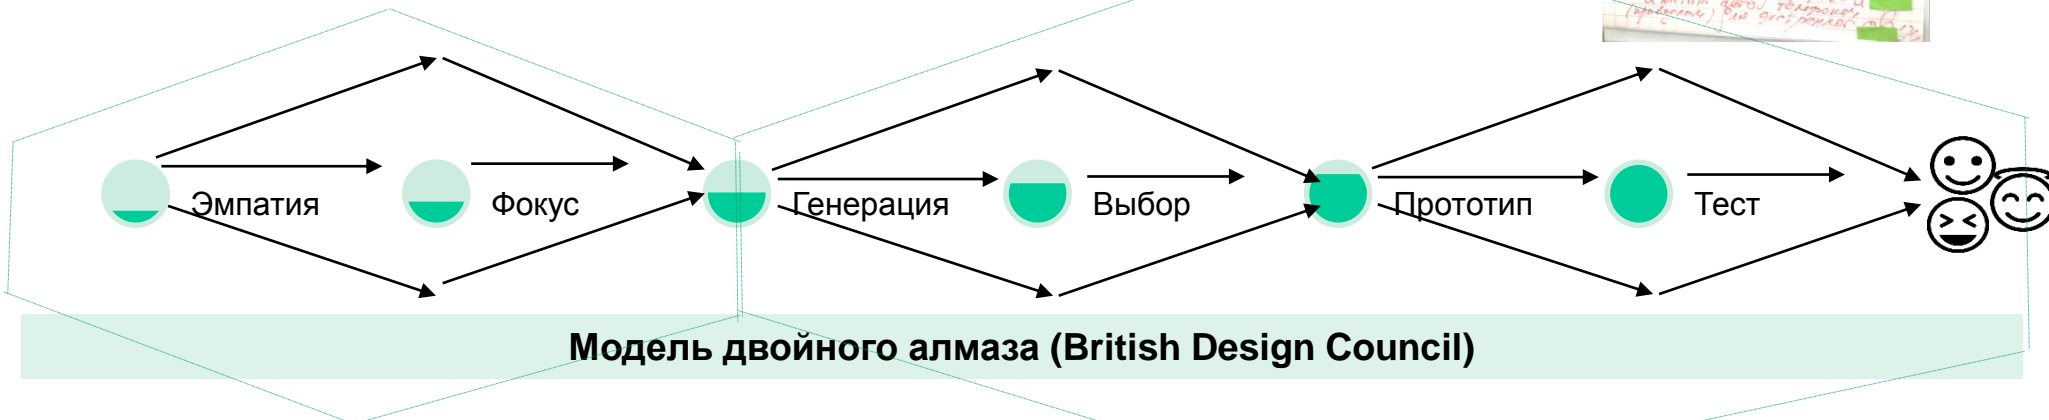 Эмпатия
Фокус
Генерация
Выбор
Прототип
Тест
Модель двойного алмаза (British Design Council)